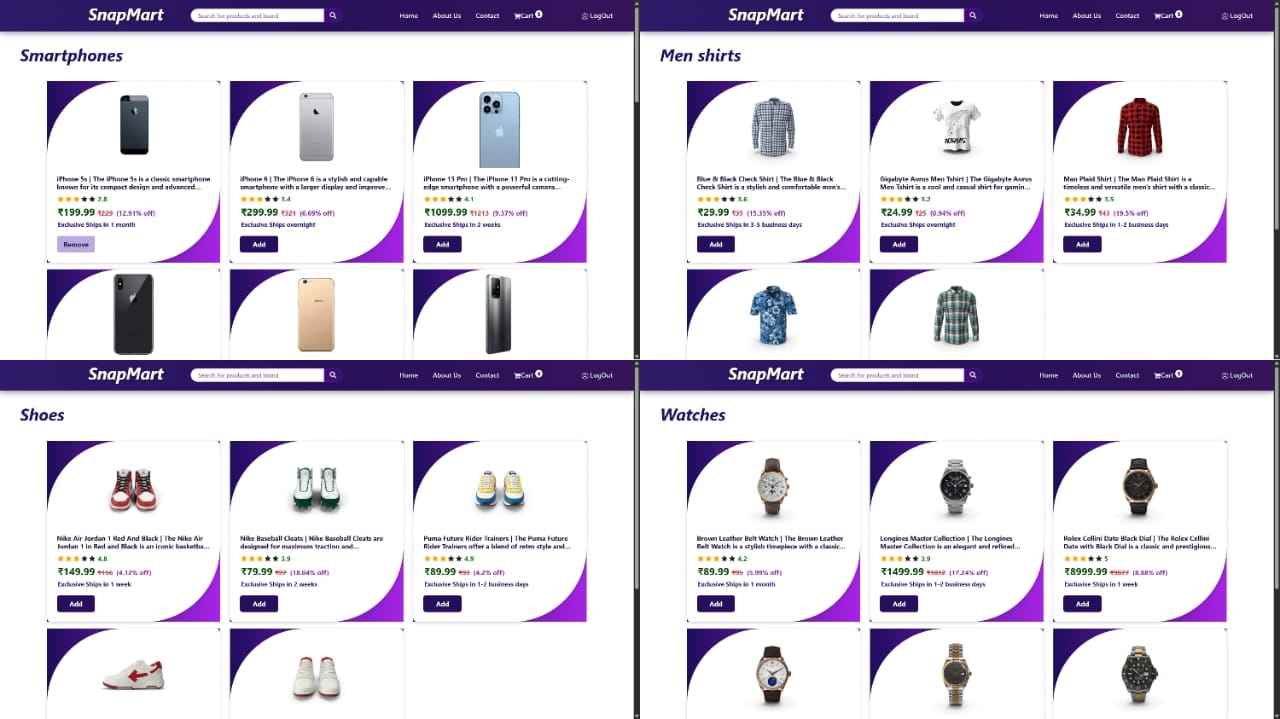 SnapMart
Search for products and brand
Home
About Us
Contact
Cart
LogOut
Smartphones
iPhone 5s | The iPhone 5s is a classic smartphone
known for its compact design and advanced...
2.8
₹199.99 ₹229 (12.91% off)
Exclusive Ships in 1 month
Remove
iPhone 6 | The iPhone 6 is a stylish and capable
smartphone with a larger display and improve...
3.4
₹299.99 ₹321 (6.69% off)
Exclusive Ships overnight
Add
iPhone 13 Pro | The iPhone 13 Pro is a cutting-
edge smartphone with a powerful camera...
4.1
₹1099.99 ₹1213 (9.37% off)
Exclusive Ships in 2 weeks
Add
SnapMart
Search for products and brand
Home
About Us
Contact
Cart
LogOut
Men shirts
Blue & Black Check Shirt | The Blue & Black
Check Shirt is a stylish and comfortable men's...
3.6
₹29.99 ₹35 (15.35% off)
Exclusive Ships in 3-5 business days
Add
Gigabyte Aorus Men Tshirt | The Gigabyte Aorus
Men Tshirt is a cool and casual shirt for gamin...
3.2
₹24.99 ₹25 (0.94% off)
Exclusive Ships overnight
Add
Man Plaid Shirt | The Man Plaid Shirt is a
timeless and versatile men's shirt with a classic...
3.5
₹34.99 ₹43 (19.5% off)
Exclusive Ships in 1-2 business days
Add
SnapMart
Search for products and brand
Home
About Us
Contact
Cart
LogOut
Shoes
Nike Air Jordan 1 Red And Black | The Nike Air
Jordan 1 in Red and Black is an iconic basketba...
4.8
₹149.99 ₹156 (4.12% off)
Exclusive Ships in 1 week
Add
Nike Baseball Cleats | Nike Baseball Cleats are
designed for maximum traction and...
3.9
₹79.99 ₹97 (18.04% off)
Exclusive Ships in 2 weeks
Add
Puma Future Rider Trainers | The Puma Future
Rider Trainers offer a blend of retro style and...
4.9
₹89.99 ₹93 (4.2% off)
Exclusive Ships in 1-2 business days
Add
SnapMart
Search for products and brand
Home
About Us
Contact
Cart
LogOut
Watches
Brown Leather Belt Watch | The Brown Leather
Belt Watch is a stylish timepiece with a classic...
4.2
₹89.99 ₹95 (5.99% off)
Exclusive Ships in 1 month
Add
Longines Master Collection | The Longines
Master Collection is an elegant and refined...
3.9
₹1499.99 ₹1812 (17.24% off)
Exclusive Ships in 1-2 business days
Add
Rolex Cellini Date Black Dial | The Rolex Cellini
Date with Black Dial is a classic and prestigious...
5
₹8999.99 ₹9877 (8.88% off)
Exclusive Ships in 1 week
Add